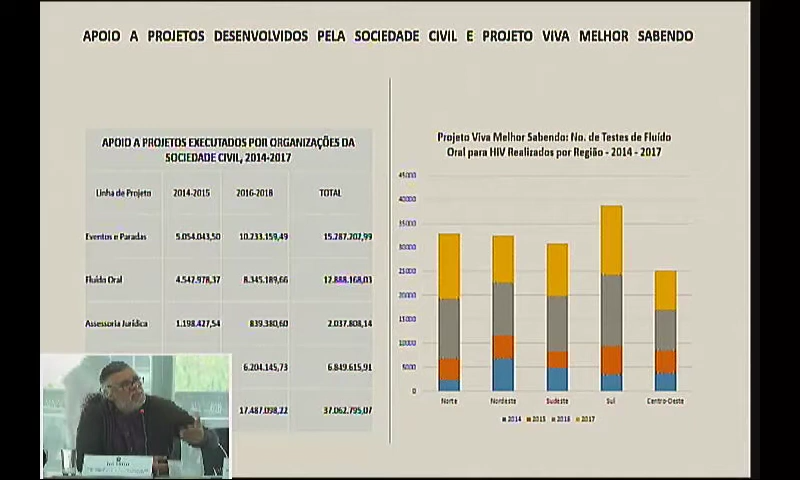 APOIO A PROJETOS DESENVOLVIDOS PELA SOCIEDADE CIVIL E PROJETO VIVA MELHOR SABENDO
APOIO A PROJETOS EXECUTADOS POR ORGANIZAÇÕES DA
SOCIEDADE CIVIL, 2014-2017
Linha de Projeto 2014-2015 2016-2018 TOTAL
Eventos e Paradas 5.054.043,50 10.233.159,49 15.287.202,99
Fluído Oral 4.542.978,37 8.345.189,66 12.888.168,03
Assessoria Jurídica 1.198.427,54 839.380,60 2.037.808,14
6.204.145,73 6.849.615,91
17.487.098,22 37.062.795,07
Projeto Viva Melhor Sabendo: No. de Testes de Fluído
Oral para HIV Realizados por Região - 2014 - 2017
45000
40000
35000
30000
25000
20000
15000
10000
5000
0
Norte Nordeste Sudeste Sul Centro-Oeste
2014 2015 2016 2017